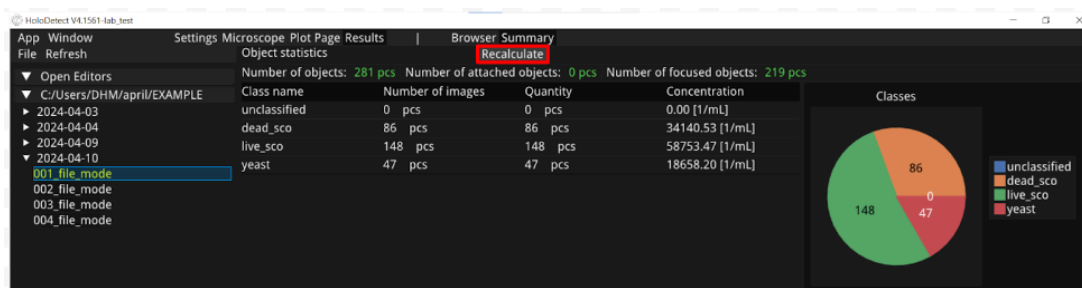 HoloDetect V4.1561-lab_test
App Window Settings Microscope Plot Page Results | Browser Summary
File Refresh Object statistics Recalculate
Number of objects: 281 pcs Number of attached objects: 0 pcs Number of focused objects: 219 pcs
Open Editors
C:/Users/DHM/april/EXAMPLE
2024-04-03
2024-04-04
2024-04-09
2024-04-10
001_file_mode
002_file_mode
003_file_mode
004_file_mode
Class name Number of images Quantity Concentration
unclassified 0 pcs 0 pcs 0.00 [1/mL]
dead_sco 86 pcs 86 pcs 34140.53 [1/mL]
live_sco 148 pcs 148 pcs 58753.47 [1/mL]
yeast 47 pcs 47 pcs 18658.20 [1/mL]
Classes
86
0
148
47
unclassified
dead_sco
live_sco
yeast